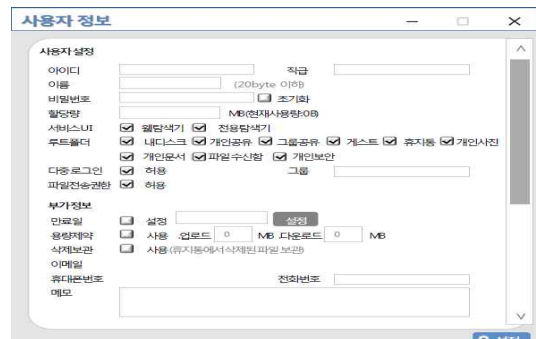 사용자 정보
사용자 설정
아이디 직급
이름 (20byte 이하)
비밀번호 초기화
할당량 MB(현재사용량:0B)
서비스UI 웹탐색기 전용탐색기
루트폴더 내디스크 개인공유 그룹공유 게스트 휴지통 개인사진
개인문서 파일수신함 개인보안
다중로그인 허용 그룹
파일전송권한 허용
부가정보
만료일 설정 설정
용량제약 사용 .업로드 0 MB .다운로드 0 MB
삭제보관 사용(휴지통에서삭제된파일 보관)
이메일
휴대폰번호 전화번호
메모